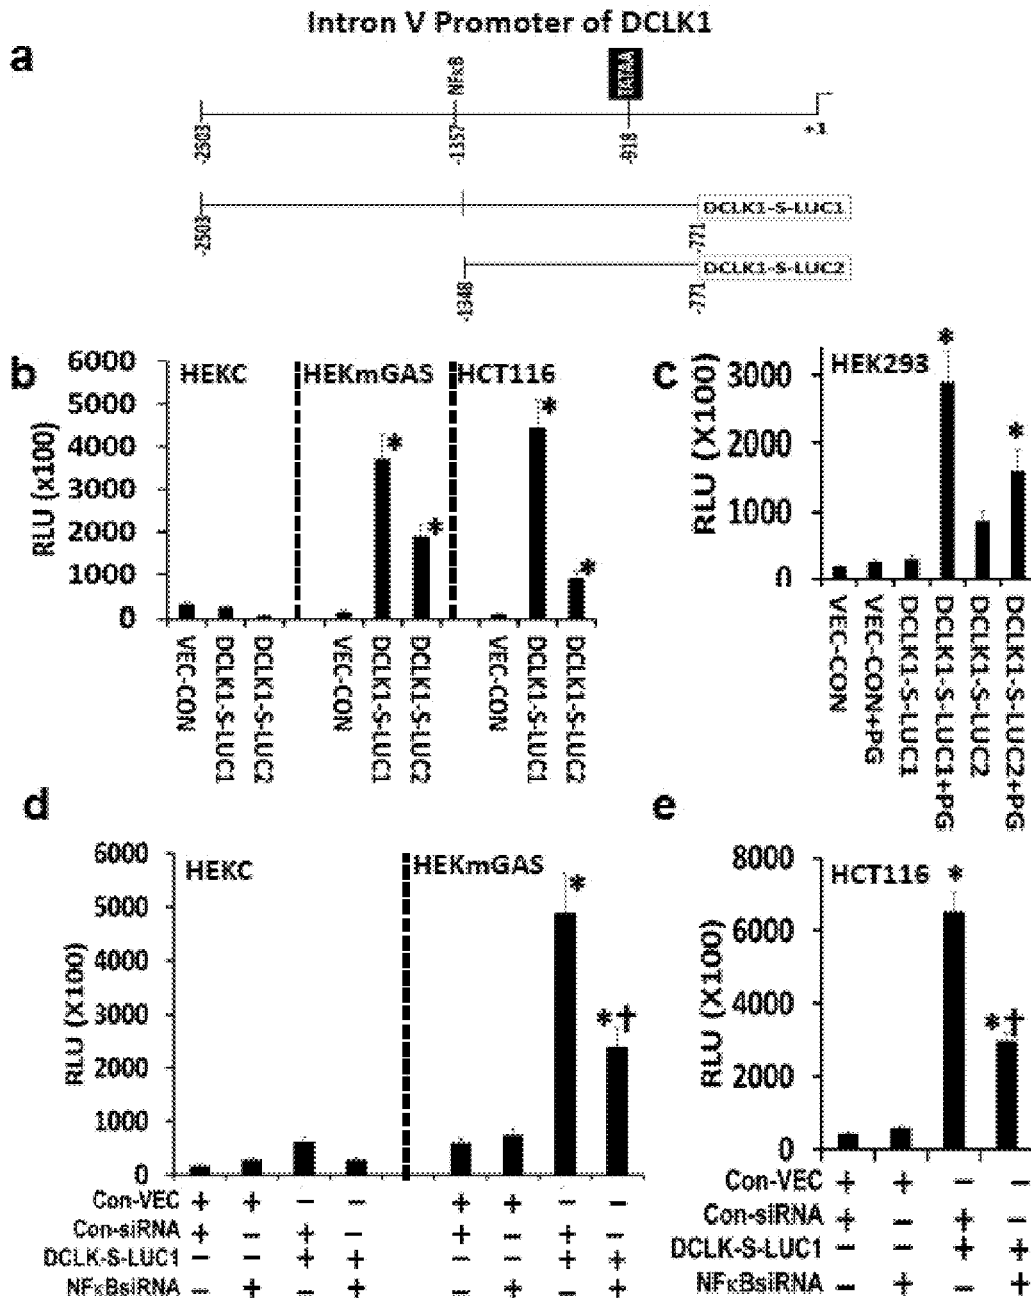 Intron V Promoter of DCLK1
a
NFκB
TATAA
-2503
-1357
-918
+1
-2503
-771
DCLK1-S-LUC1
-1348
-771
DCLK1-S-LUC2
b
RLU (x100)
6000
5000
4000
3000
2000
1000
0
HEKC
HEKmGAS
HCT116
*
*
*
*
VEC-CON
DCLK1-S-LUC1
DCLK1-S-LUC2
VEC-CON
DCLK1-S-LUC1
DCLK1-S-LUC2
VEC-CON
DCLK1-S-LUC1
DCLK1-S-LUC2
c
RLU (X100)
3000
2000
1000
0
HEK293
*
*
VEC-CON
VEC-CON+PG
DCLK1-S-LUC1
DCLK1-S-LUC1+PG
DCLK1-S-LUC2
DCLK1-S-LUC2+PG
d
RLU (X100)
6000
5000
4000
3000
2000
1000
0
HEKC
HEKmGAS
*
*†
Con-VEC + + - - + + - -
Con-siRNA + - + - + - + -
DCLK-S-LUC1 - - + + - - + +
NFκBsiRNA - + - + - + - +
e
RLU (X100)
8000
6000
4000
2000
0
HCT116
*
*†
Con-VEC + + - -
Con-siRNA + - + -
DCLK-S-LUC1 - - + +
NFκBsiRNA - + - +